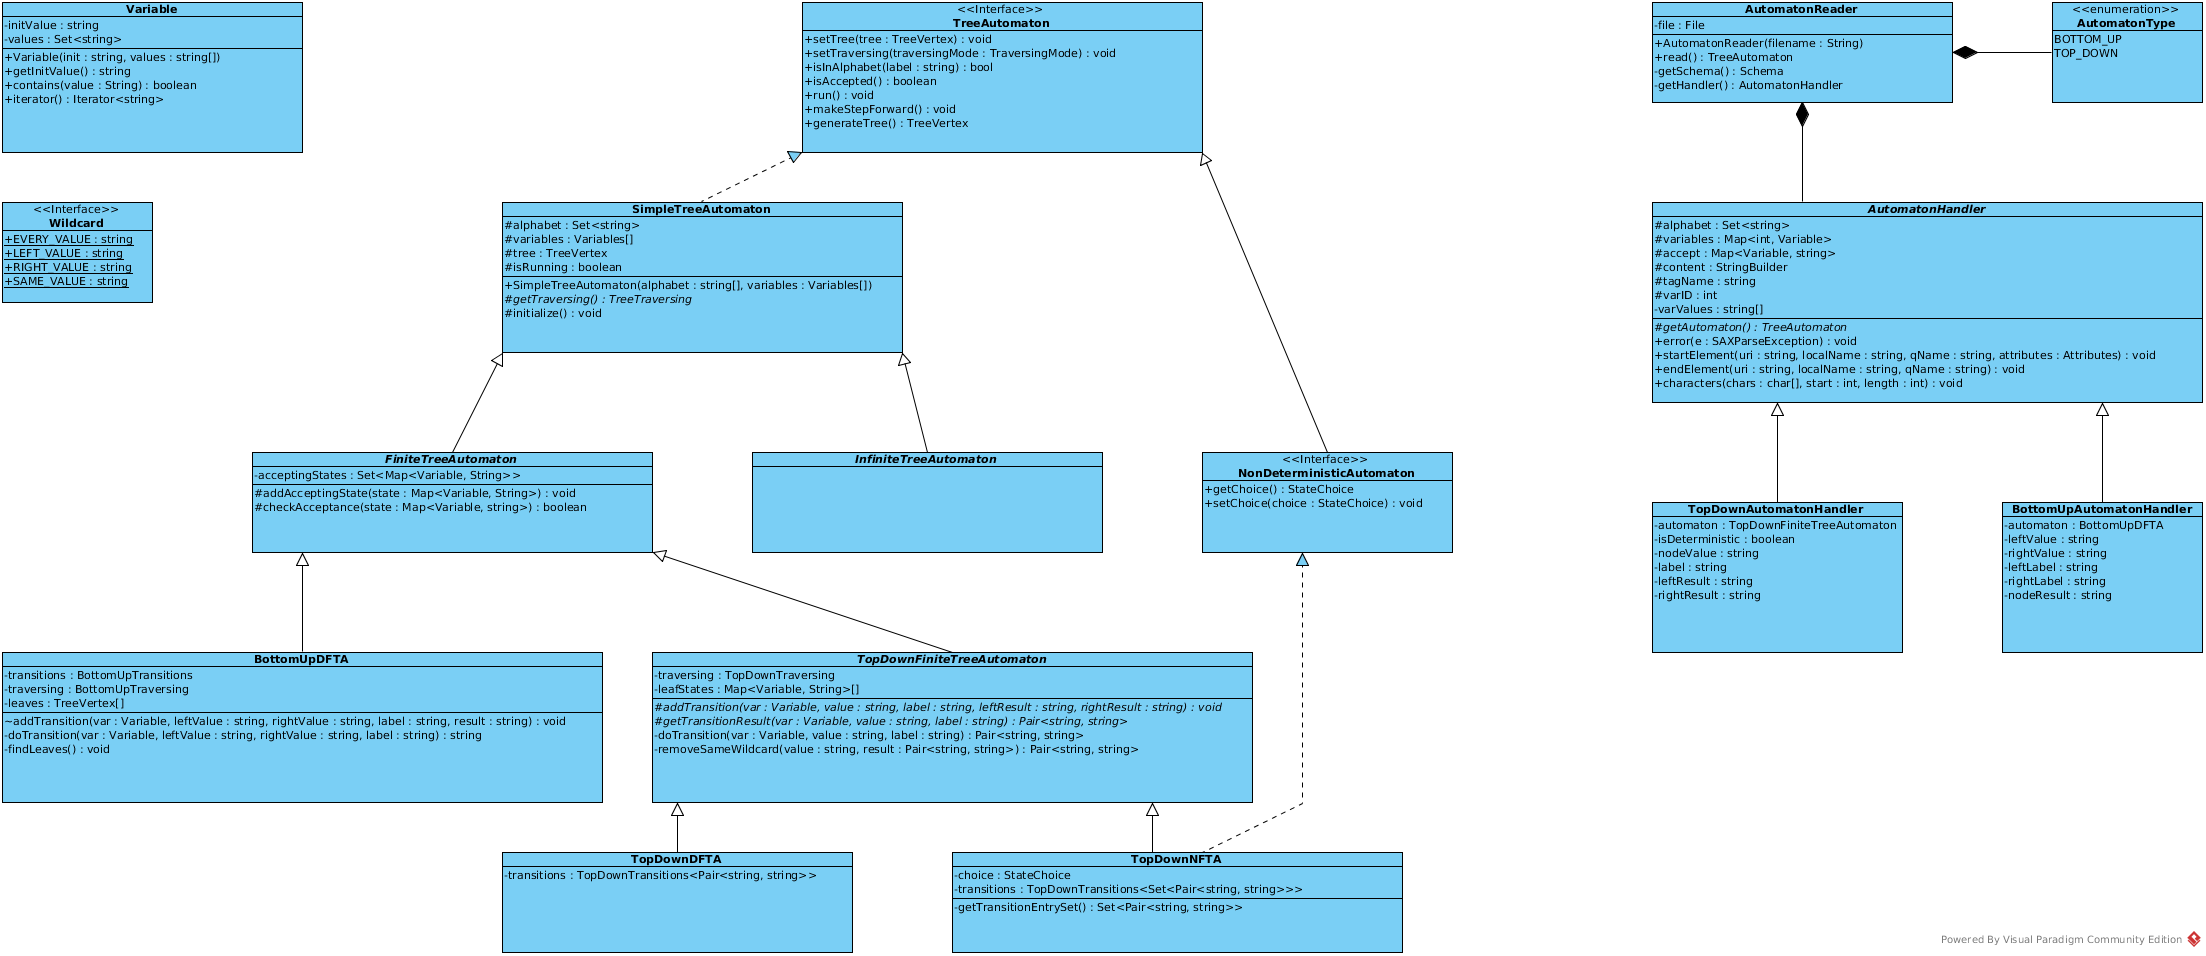 Variable
-initValue : string
-values : Set<string>
+Variable(init : string, values : string[])
+getInitValue() : string
+contains(value : String) : boolean
+iterator() : Iterator<string>
<<Interface>>
TreeAutomaton
+setTree(tree : TreeVertex) : void
+setTraversing(traversingMode : TraversingMode) : void
+isInAlphabet(label : string) : bool
+isAccepted() : boolean
+run() : void
+makeStepForward() : void
+generateTree() : TreeVertex
AutomatonReader
-file : File
+AutomatonReader(filename : String)
+read() : TreeAutomaton
-getSchema() : Schema
-getHandler() : AutomatonHandler
<<enumeration>>
AutomatonType
BOTTOM_UP
TOP_DOWN
<<Interface>>
Wildcard
+EVERY_VALUE : string
+LEFT_VALUE : string
+RIGHT_VALUE : string
+SAME_VALUE : string
SimpleTreeAutomaton
#alphabet : Set<string>
#variables : Variables[]
#tree : TreeVertex
#isRunning : boolean
+SimpleTreeAutomaton(alphabet : string[], variables : Variables[])
#getTraversing() : TreeTraversing
#initialize() : void
AutomatonHandler
#alphabet : Set<string>
#variables : Map<int, Variable>
#accept : Map<Variable, string>
#content : StringBuilder
#tagName : string
#varID : int
-varValues : string[]
#getAutomaton() : TreeAutomaton
+error(e : SAXParseException) : void
+startElement(uri : string, localName : string, qName : string, attributes : Attributes) : void
+endElement(uri : string, localName : string, qName : string) : void
+characters(chars : char[], start : int, length : int) : void
FiniteTreeAutomaton
-acceptingStates : Set<Map<Variable, String>>
#addAcceptingState(state : Map<Variable, String>) : void
#checkAcceptance(state : Map<Variable, string>) : boolean
InfiniteTreeAutomaton
<<Interface>>
NonDeterministicAutomaton
+getChoice() : StateChoice
+setChoice(choice : StateChoice) : void
TopDownAutomatonHandler
-automaton : TopDownFiniteTreeAutomaton
-isDeterministic : boolean
-nodeValue : string
-label : string
-leftResult : string
-rightResult : string
BottomUpAutomatonHandler
-automaton : BottomUpDFTA
-leftValue : string
-rightValue : string
-leftLabel : string
-rightLabel : string
-nodeResult : string
BottomUpDFTA
-transitions : BottomUpTransitions
-traversing : BottomUpTraversing
-leaves : TreeVertex[]
~addTransition(var : Variable, leftValue : string, rightValue : string, label : string, result : string) : void
-doTransition(var : Variable, leftValue : string, rightValue : string, label : string) : string
-findLeaves() : void
TopDownFiniteTreeAutomaton
-traversing : TopDownTraversing
-leafStates : Map<Variable, String>[]
#addTransition(var : Variable, value : string, label : string, leftResult : string, rightResult : string) : void
#getTransitionResult(var : Variable, value : string, label : string) : Pair<string, string>
-doTransition(var : Variable, value : string, label : string) : Pair<string, string>
-removeSameWildcard(value : string, result : Pair<string, string>) : Pair<string, string>
TopDownDFTA
-transitions : TopDownTransitions<Pair<string, string>>
TopDownNFTA
-choice : StateChoice
-transitions : TopDownTransitions<Set<Pair<string, string>>>
-getTransitionEntrySet() : Set<Pair<string, string>>
Powered By Visual Paradigm Community Edition